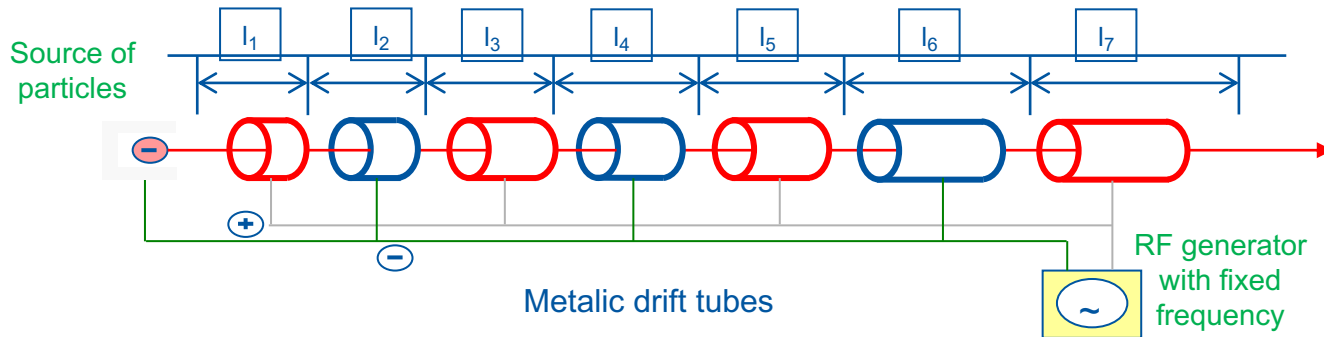 l₁ l₂ l₃ l₄ l₅ l₆ l₇
Source of
particles
−
+
−
RF generator
with fixed
frequency
Metalic drift tubes
~